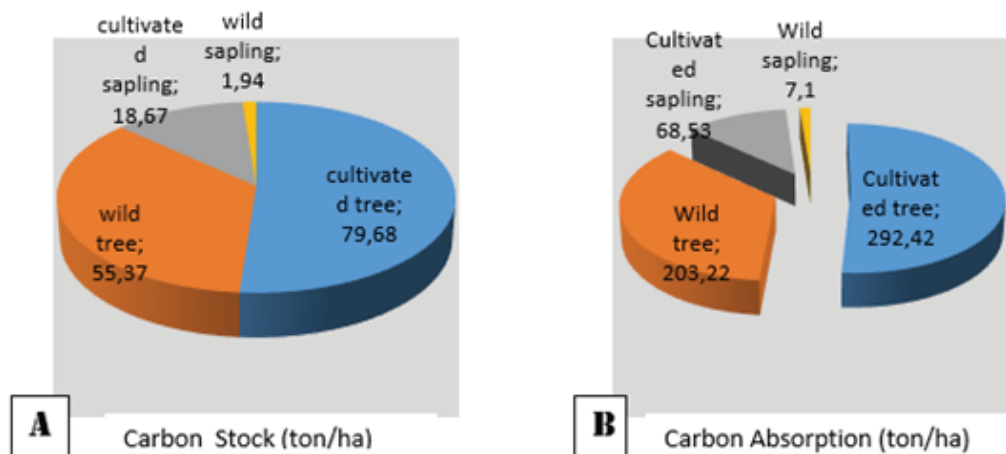 cultivate
d
sapling;
18,67
wild
sapling;
1,94
cultivate
d tree;
79,68
wild
tree;
55,37
A
Carbon Stock (ton/ha)
Cultivat
ed
sapling;
68,53
Wild
sapling;
7,1
Cultivat
ed tree;
292,42
Wild
tree;
203,22
B
Carbon Absorption (ton/ha)